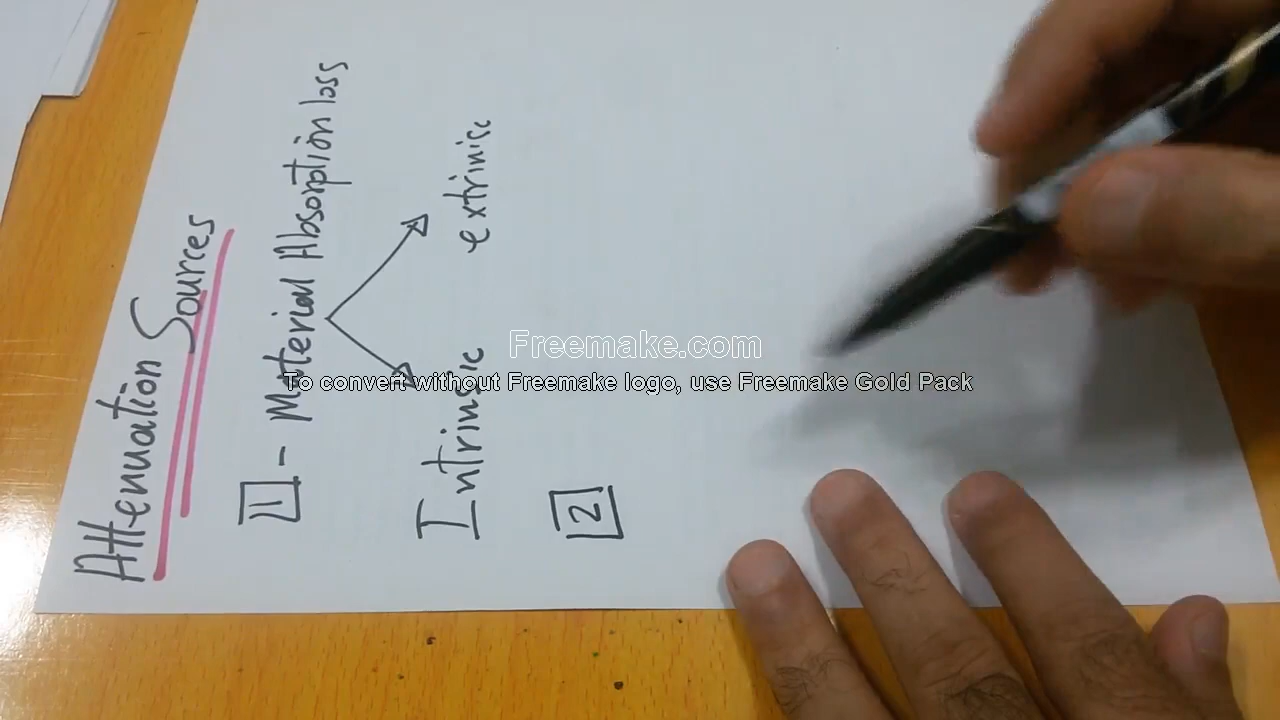 Attenuation Sources
1 - Material Absorption loss
Intrinsic extrinisc
2
Freemake.com
To convert without Freemake logo, use Freemake Gold Pack